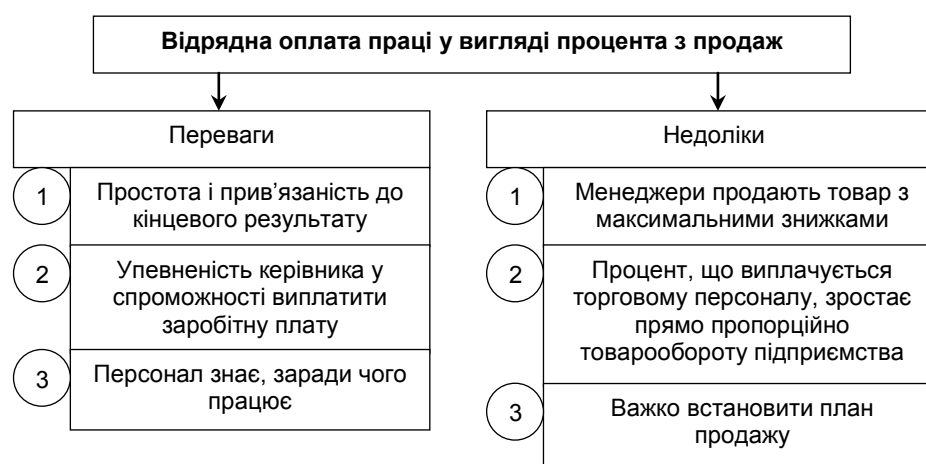 Відрядна оплата праці у вигляді процента з продаж
Переваги
1
Простота і прив'язаність до
кінцевого результату
2
Упевненість керівника у
спроможності виплатити
заробітну плату
3
Персонал знає, заради чого
працює
Недоліки
1
Менеджери продають товар з
максимальними знижками
2
Процент, що виплачується
торговому персоналу, зростає
прямо пропорційно
товарообороту підприємства
3
Важко встановити план
продажу